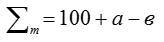 ∑ₘ = 100 + а − в